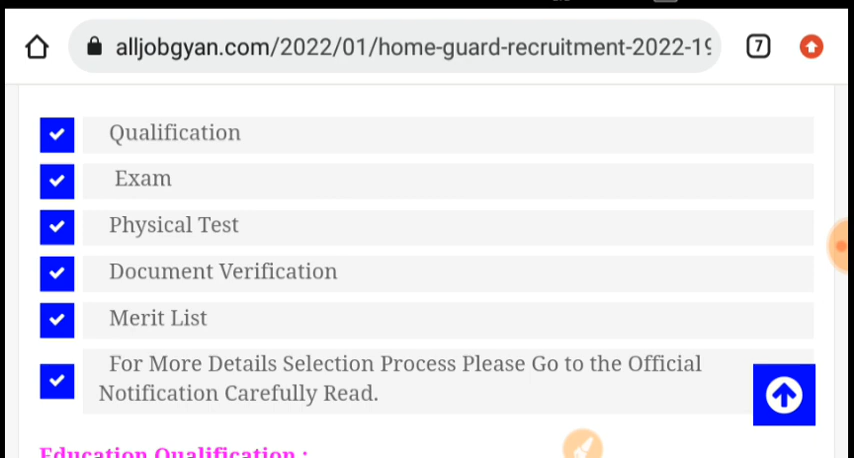 alljobgyan.com/2022/01/home-guard-recruitment-2022-19
7
Qualification
Exam
Physical Test
Document Verification
Merit List
For More Details Selection Process Please Go to the Official
Notification Carefully Read.
Education Qualification :